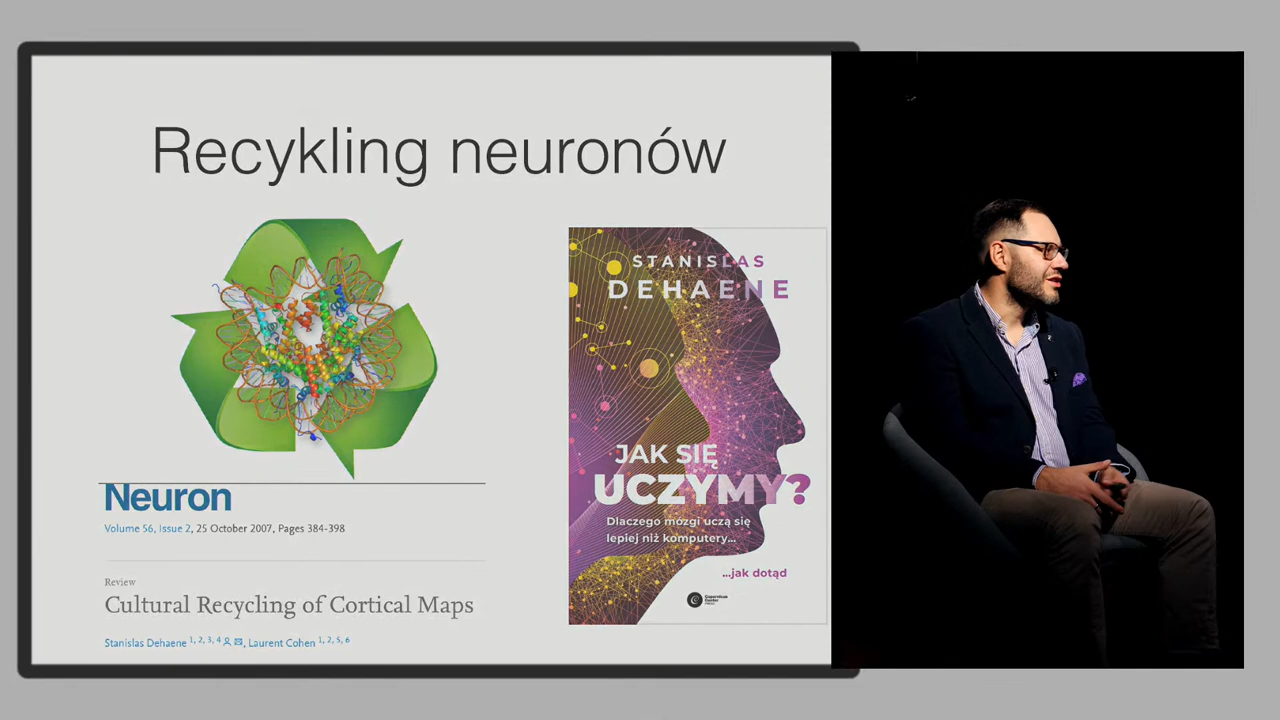 Recykling neuronów
Neuron
Volume 56, Issue 2, 25 October 2007, Pages 384-398
Review
Cultural Recycling of Cortical Maps
Stanislas Dehaene 1, 2, 3, 4, Laurent Cohen 1, 2, 5, 6
STANISLAS
DEHAENE
JAK SIĘ
UCZYMY?
Dlaczego mózgi uczą się
lepiej niż komputery...
...jak dotąd
Copernicus
Center